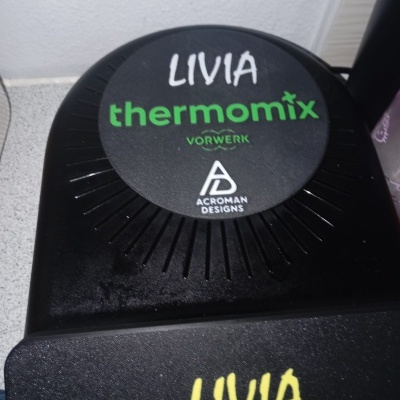 LIVIA
thermomix
VORWERK
ACROMAN
DESIGNS
LIVIA